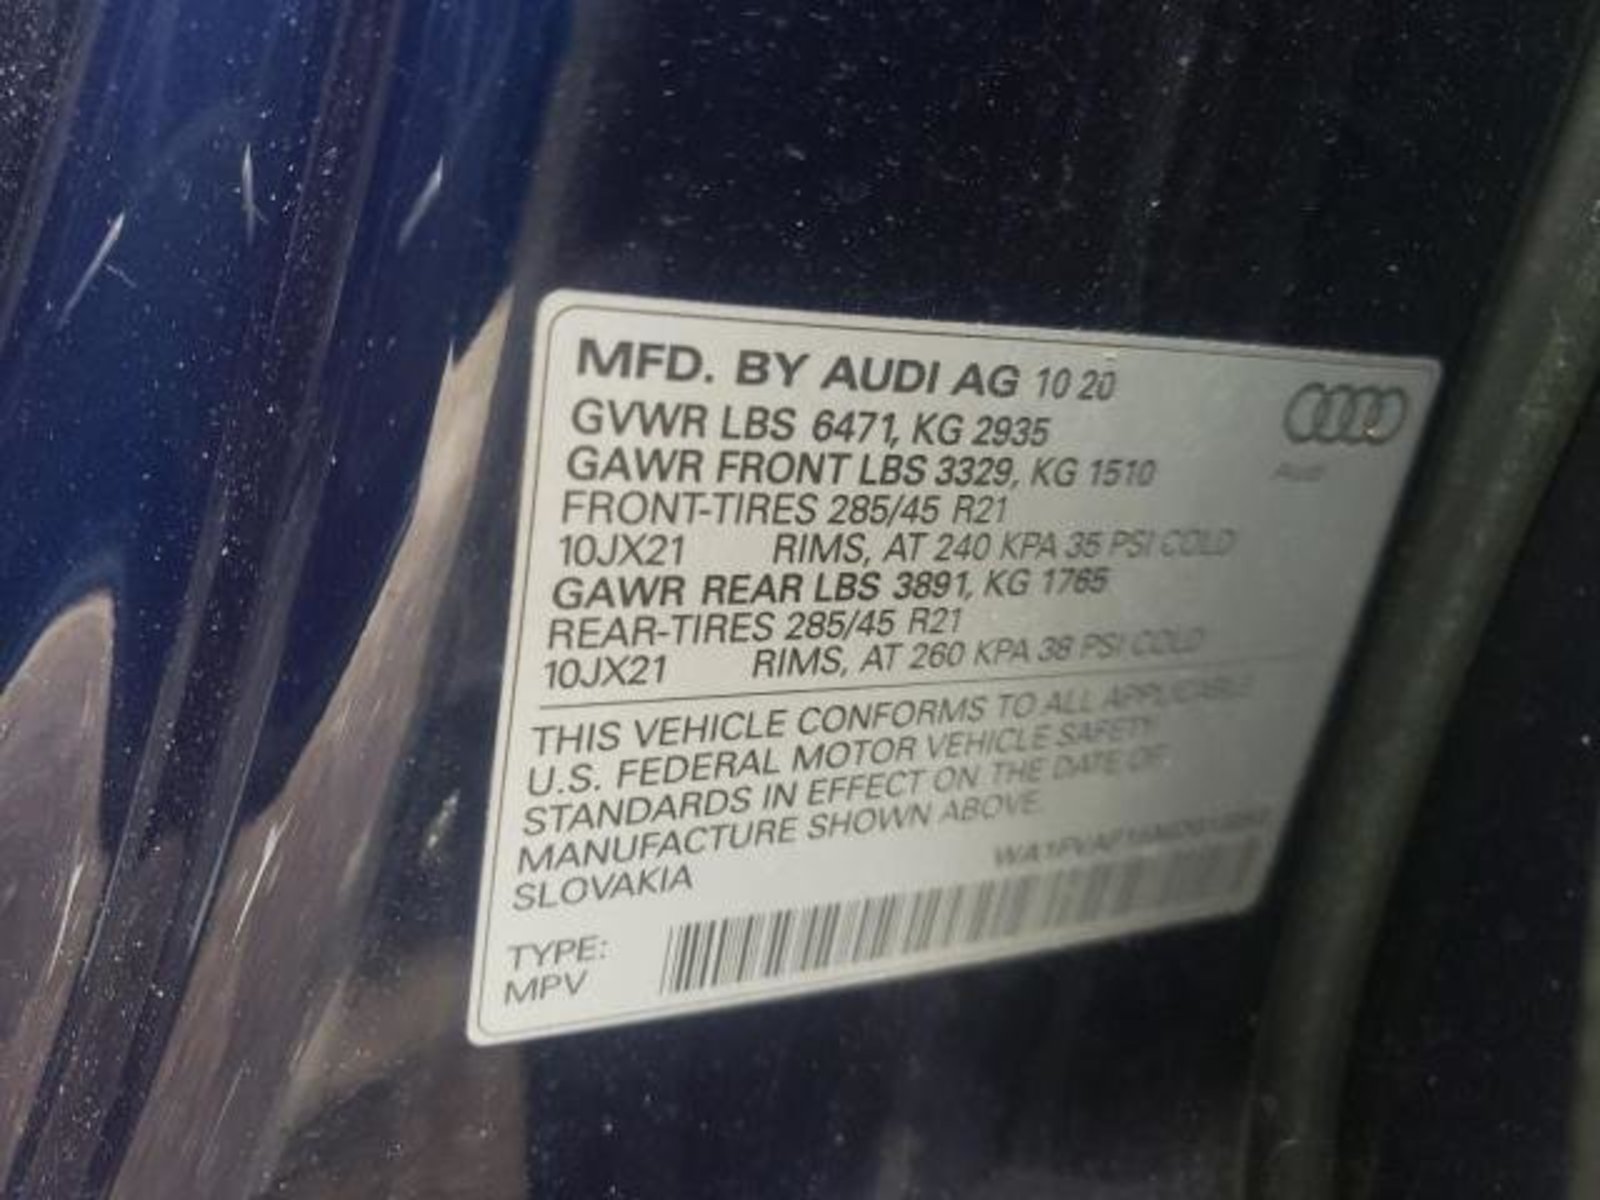 MFD. BY AUDI AG 10 20
GVWR LBS 6471, KG 2935
GAWR FRONT LBS 3329, KG 1510
FRONT-TIRES 285/45 R21
10JX21 RIMS, AT 240 KPA 35 PSI COLD
GAWR REAR LBS 3891, KG 1765
REAR-TIRES 285/45 R21
10JX21 RIMS, AT 260 KPA 38 PSI COLD
THIS VEHICLE CONFORMS TO ALL APPLICABLE
U.S. FEDERAL MOTOR VEHICLE SAFETY
STANDARDS IN EFFECT ON THE DATE OF
MANUFACTURE SHOWN ABOVE.
SLOVAKIA
TYPE:
MPV
Audi